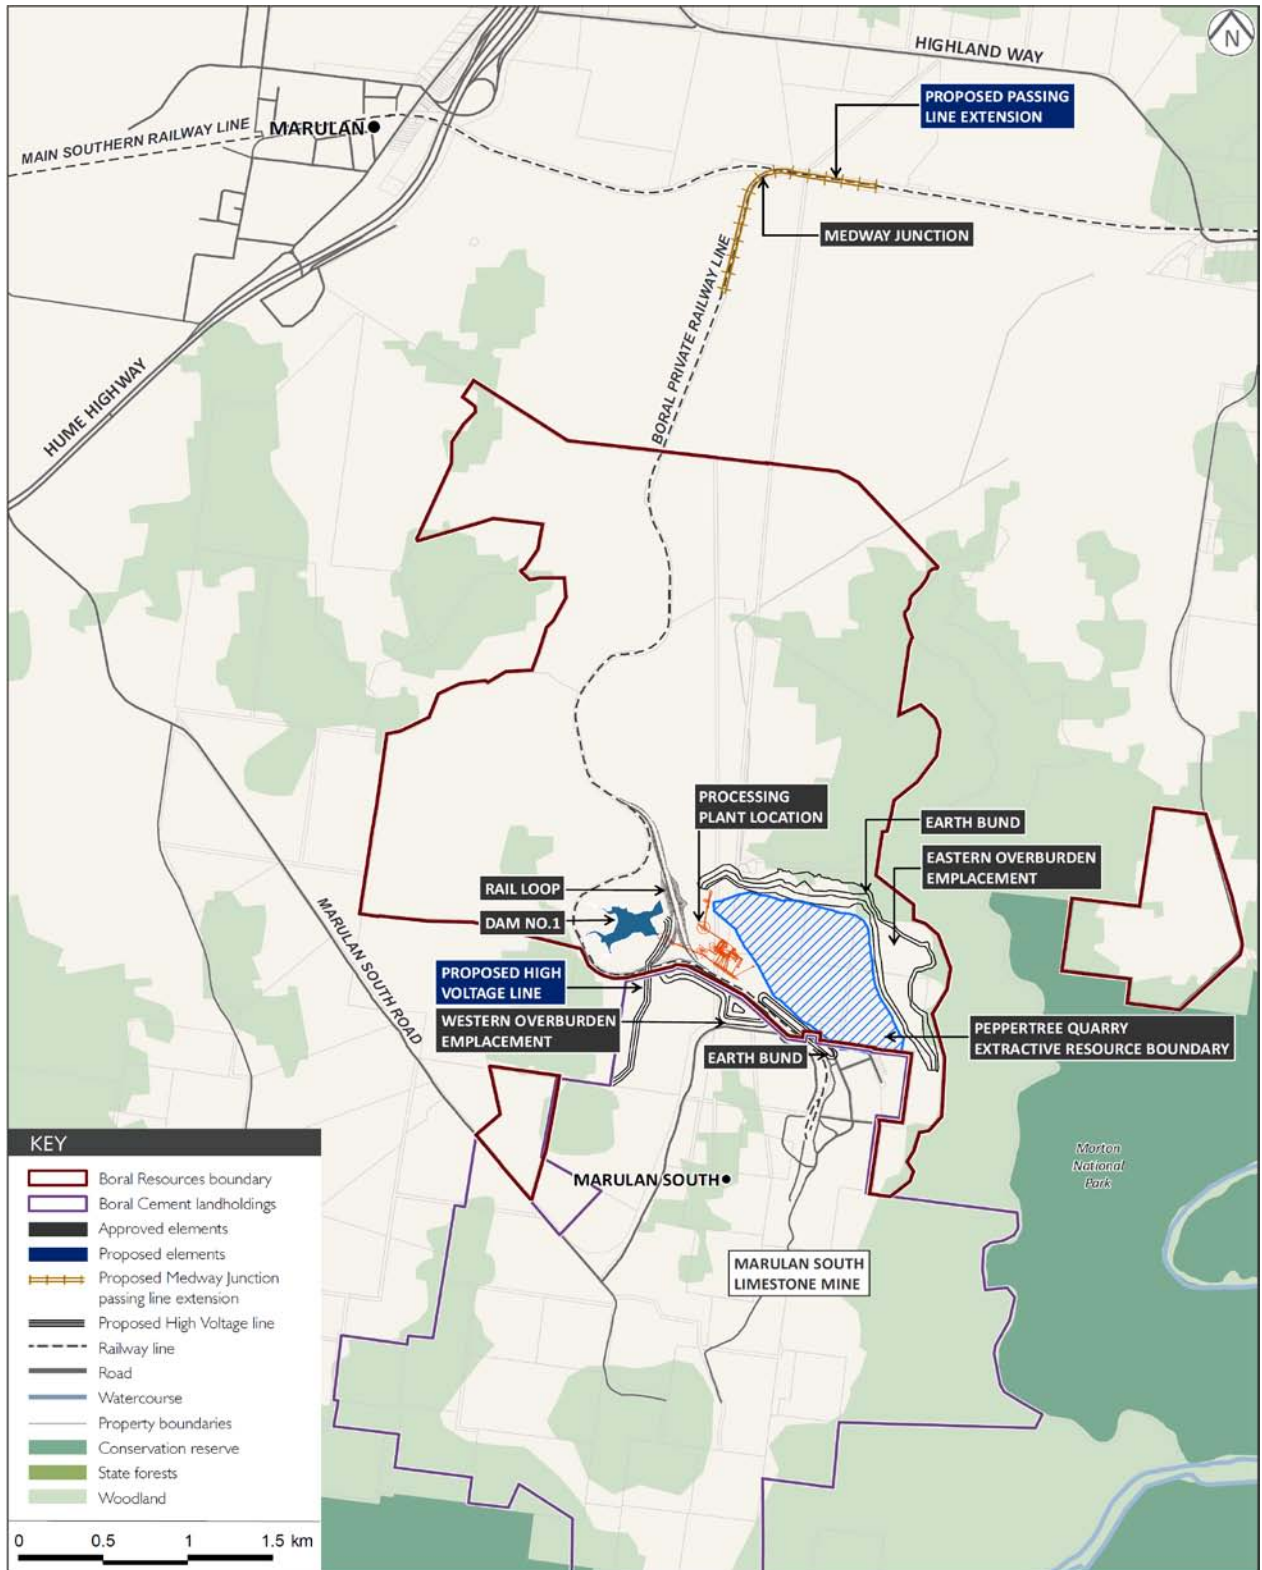 N
HIGHLAND WAY
PROPOSED PASSING
LINE EXTENSION
MARULAN
MAIN SOUTHERN RAILWAY LINE
MEDWAY JUNCTION
BORAL PRIVATE RAILWAY LINE
HUME HIGHWAY
PROCESSING
PLANT LOCATION
EARTH BUND
EASTERN OVERBURDEN
EMPLACEMENT
RAIL LOOP
DAM NO.1
MARULAN SOUTH ROAD
PROPOSED HIGH
VOLTAGE LINE
WESTERN OVERBURDEN
EMPLACEMENT
PEPPERTREE QUARRY
EXTRACTIVE RESOURCE BOUNDARY
EARTH BUND
Morton
National
Park
MARULAN SOUTH
MARULAN SOUTH
LIMESTONE MINE
KEY
Boral Resources boundary
Boral Cement landholdings
Approved elements
Proposed elements
Proposed Medway Junction
passing line extension
Proposed High Voltage line
Railway line
Road
Watercourse
Property boundaries
Conservation reserve
State forests
Woodland
0 0.5 1 1.5 km